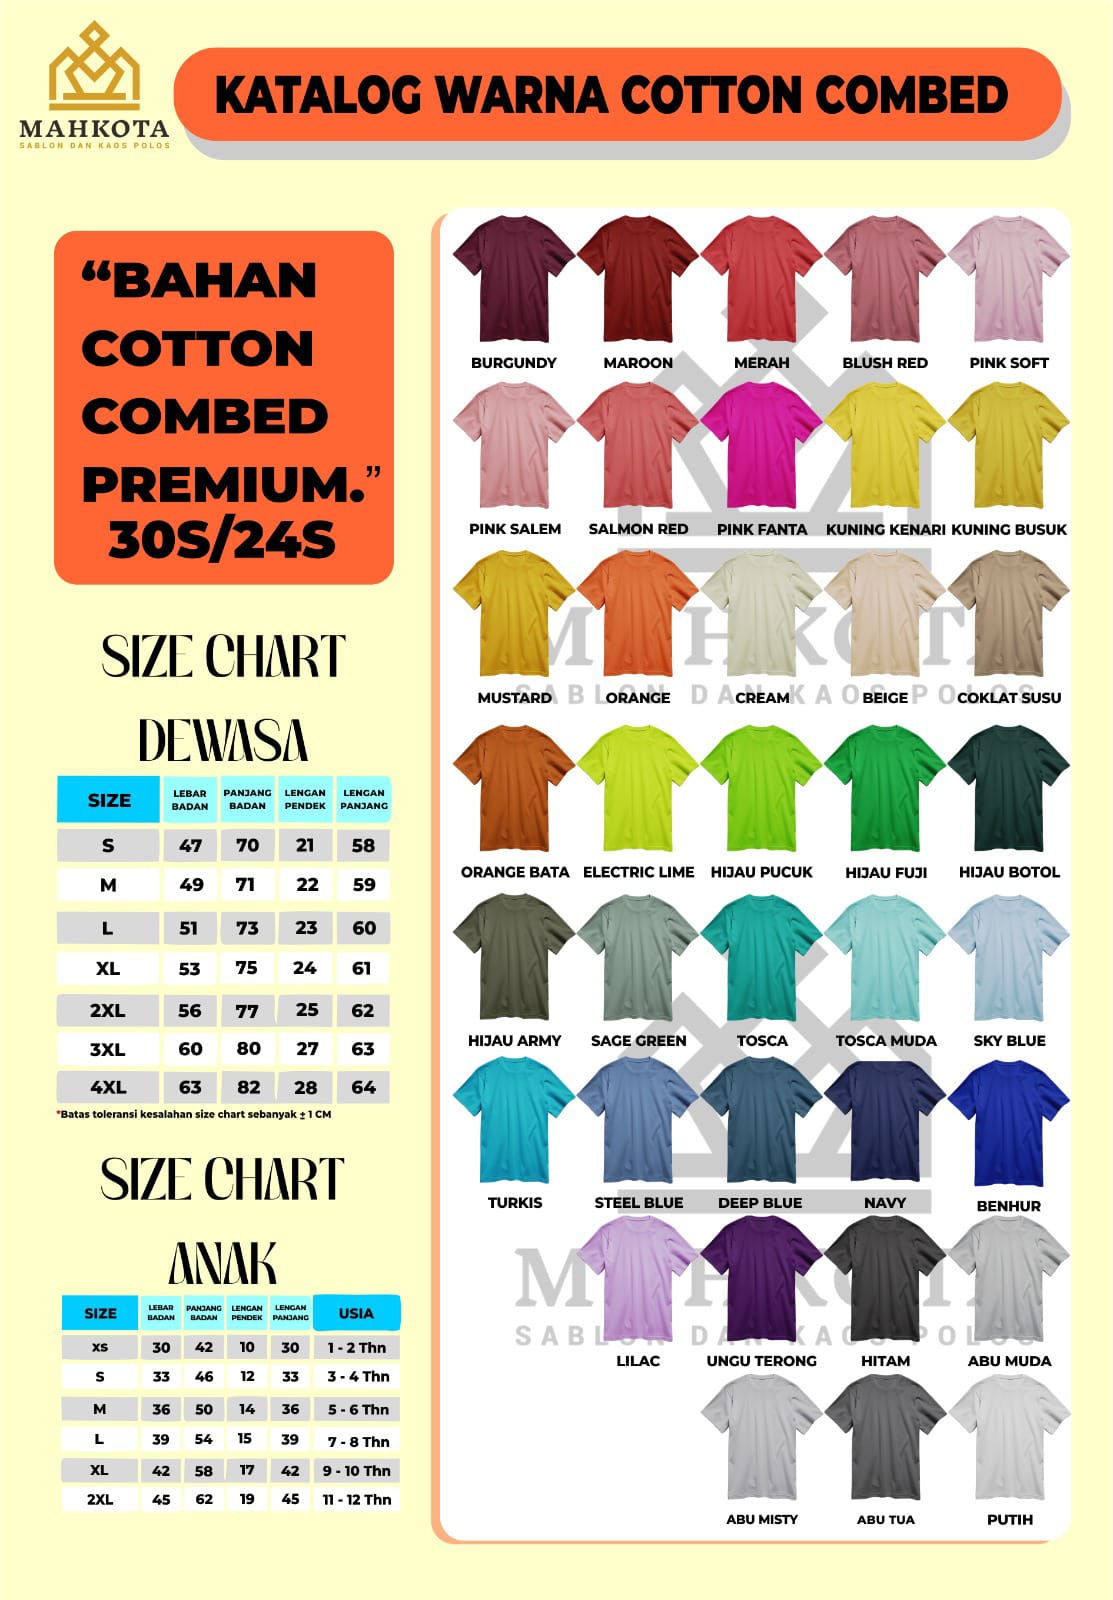 MAHKOTA
SABLON DAN KAOS POLOS
KATALOG WARNA COTTON COMBED
“BAHAN
COTTON
COMBED
PREMIUM.”
30S/24S
SIZE CHART
DEWASA
SIZE LEBAR BADAN PANJANG BADAN LENGAN PENDEK LENGAN PANJANG
S 47 70 21 58
M 49 71 22 59
L 51 73 23 60
XL 53 75 24 61
2XL 56 77 25 62
3XL 60 80 27 63
4XL 63 82 28 64
*Batas toleransi kesalahan size chart sebanyak ± 1 CM
SIZE CHART
ANAK
SIZE LEBAR BADAN PANJANG BADAN LENGAN PENDEK LENGAN PANJANG USIA
XS 30 42 10 30 1 - 2 Thn
S 33 46 12 33 3 - 4 Thn
M 36 50 14 36 5 - 6 Thn
L 39 54 15 39 7 - 8 Thn
XL 42 58 17 42 9 - 10 Thn
2XL 45 62 19 45 11 - 12 Thn
BURGUNDY MAROON MERAH BLUSH RED PINK SOFT
PINK SALEM SALMON RED PINK FANTA KUNING KENARI KUNING BUSUK
MUSTARD ORANGE CREAM BEIGE COKLAT SUSU
MAHKOTA
SABLON DAN KAOS POLOS
ORANGE BATA ELECTRIC LIME HIJAU PUCUK HIJAU FUJI HIJAU BOTOL
HIJAU ARMY SAGE GREEN TOSCA TOSCA MUDA SKY BLUE
TURKIS STEEL BLUE DEEP BLUE NAVY BENHUR
MAHKOTA
SABLON DAN KAOS POLOS
LILAC UNGU TERONG HITAM ABU MUDA
ABU MISTY ABU TUA PUTIH